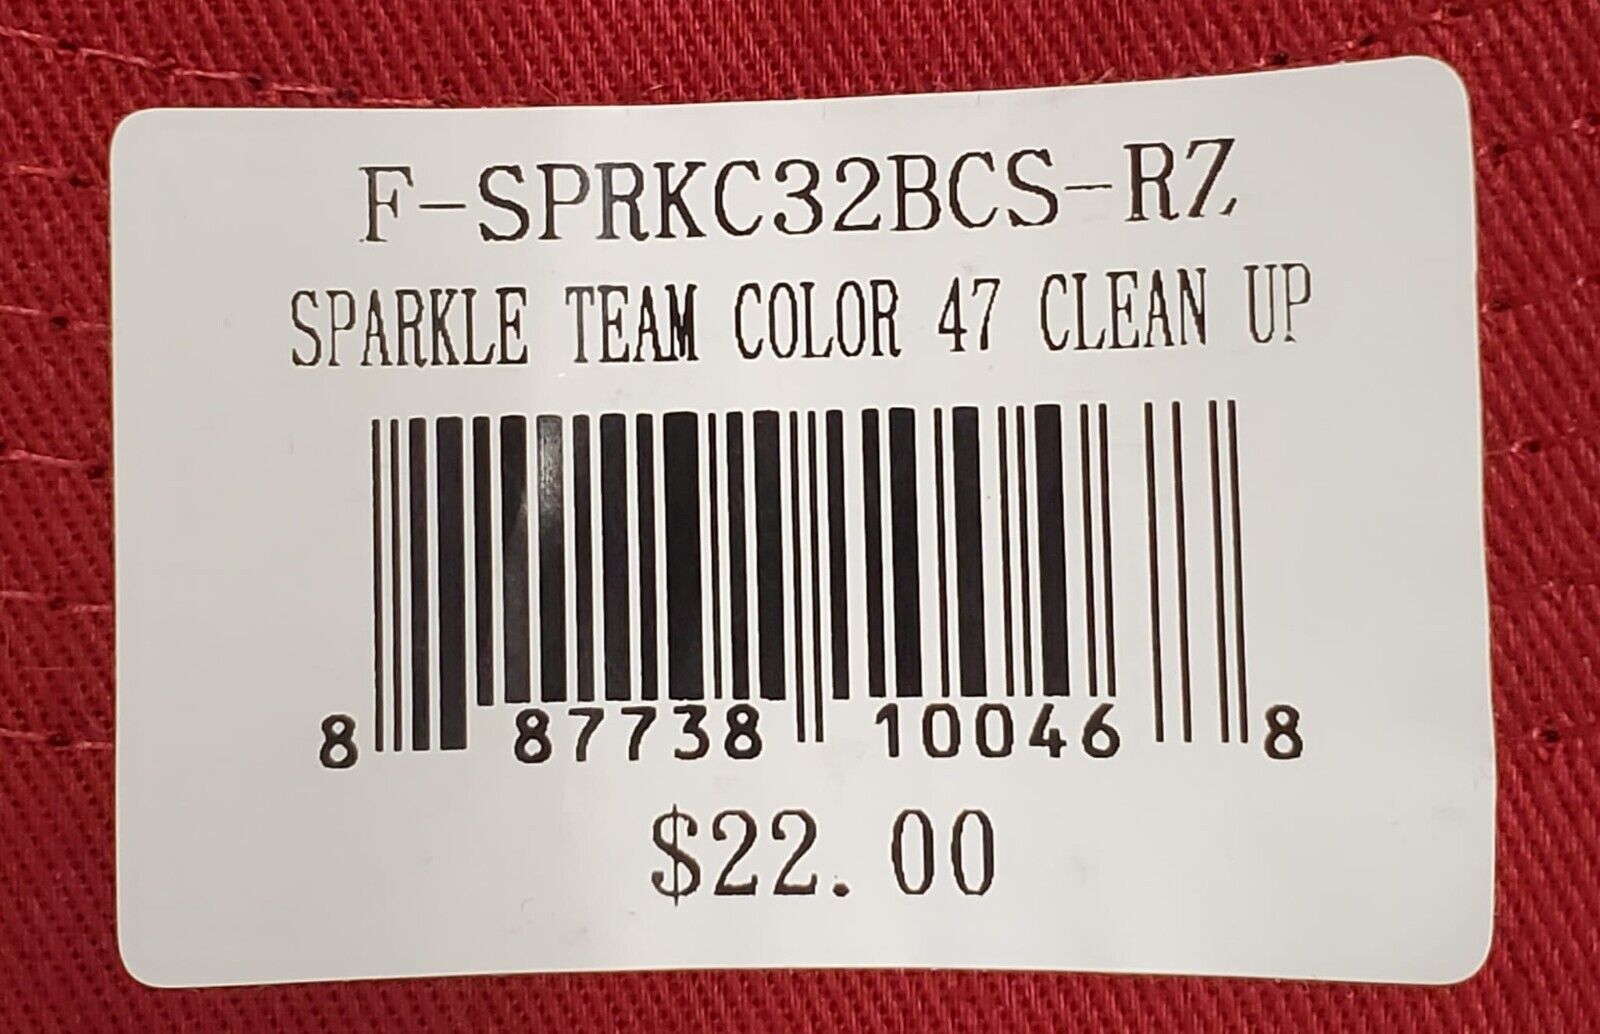 F-SPRKC32BCS-RZ
SPARKLE TEAM COLOR 47 CLEAN UP
8 87738 10046 8
$22.00